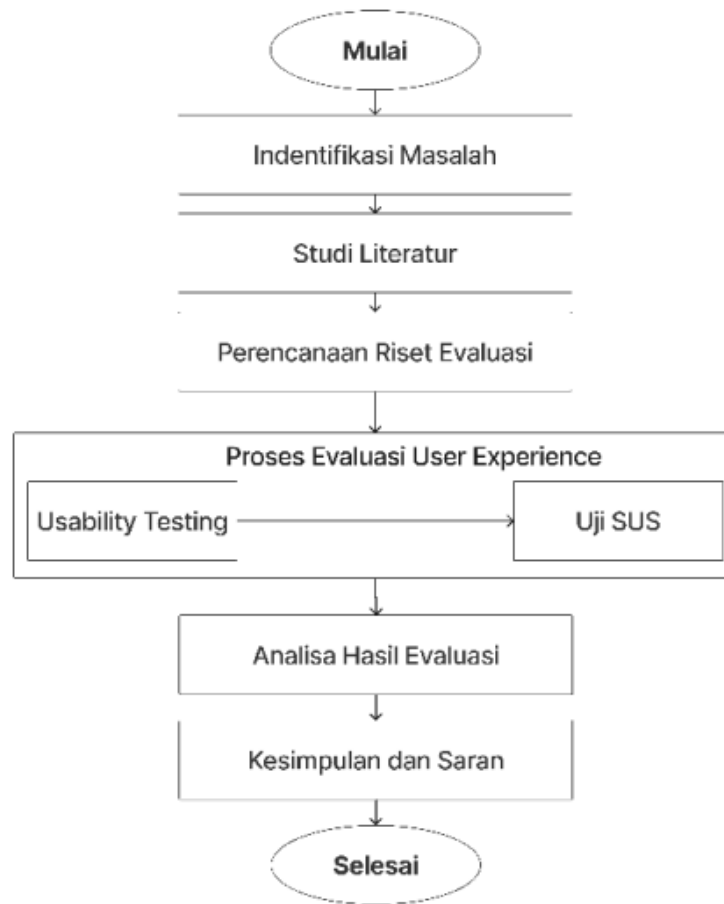 Mulai
Indentifikasi Masalah
Studi Literatur
Perencanaan Riset Evaluasi
Proses Evaluasi User Experience
Usability Testing
Uji SUS
Analisa Hasil Evaluasi
Kesimpulan dan Saran
Selesai